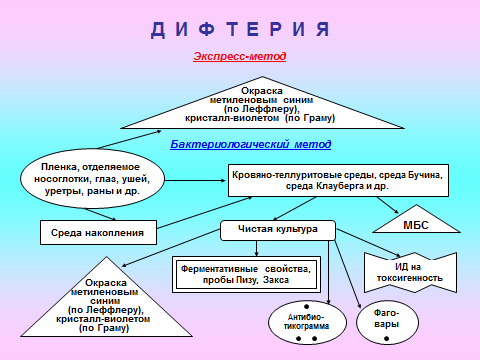 Д И Ф Т Е Р И Я
Экспресс-метод
Окраска
метиленовым синим
(по Леффлеру),
кристалл-виолетом (по Граму)
Бактериологический метод
Пленка, отделяемое
носоглотки, глаз, ушей,
уретры, раны и др.
Кровяно-теллуритовые среды, среда Бучина,
среда Клауберга и др.
Среда накопления
Чистая культура
МБС
Окраска
метиленовым
синим
(по Леффлеру),
кристалл-виолетом
(по Граму)
Ферментативные свойства,
пробы Пизу, Закса
ИД на
токсигенность
Антибио-
тикограмма
Фаго-
вары